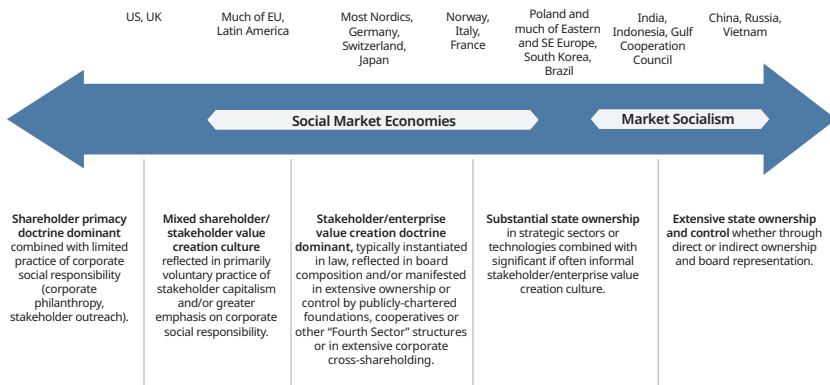 US, UK
Much of EU,
Latin America
Most Nordics,
Germany,
Switzerland,
Japan
Norway,
Italy,
France
Poland and
much of Eastern
and SE Europe,
South Korea,
Brazil
India,
Indonesia, Gulf
Cooperation
Council
China, Russia,
Vietnam
Social Market Economies
Market Socialism
Shareholder primacy
doctrine dominant
combined with limited
practice of corporate
social responsibility
(corporate
philanthropy,
stakeholder outreach).
Mixed shareholder/
stakeholder value
creation culture
reflected in primarily
voluntary practice of
stakeholder capitalism
and/or greater
emphasis on corporate
social responsibility.
Stakeholder/enterprise
value creation doctrine
dominant, typically instantiated
in law, reflected in board
composition and/or manifested
in extensive ownership or
control by publicly-chartered
foundations, cooperatives or
other “Fourth Sector” structures
or in extensive corporate
cross-shareholding.
Substantial state ownership
in strategic sectors or
technologies combined with
significant if often informal
stakeholder/enterprise value
creation culture.
Extensive state ownership
and control whether through
direct or indirect ownership
and board representation.